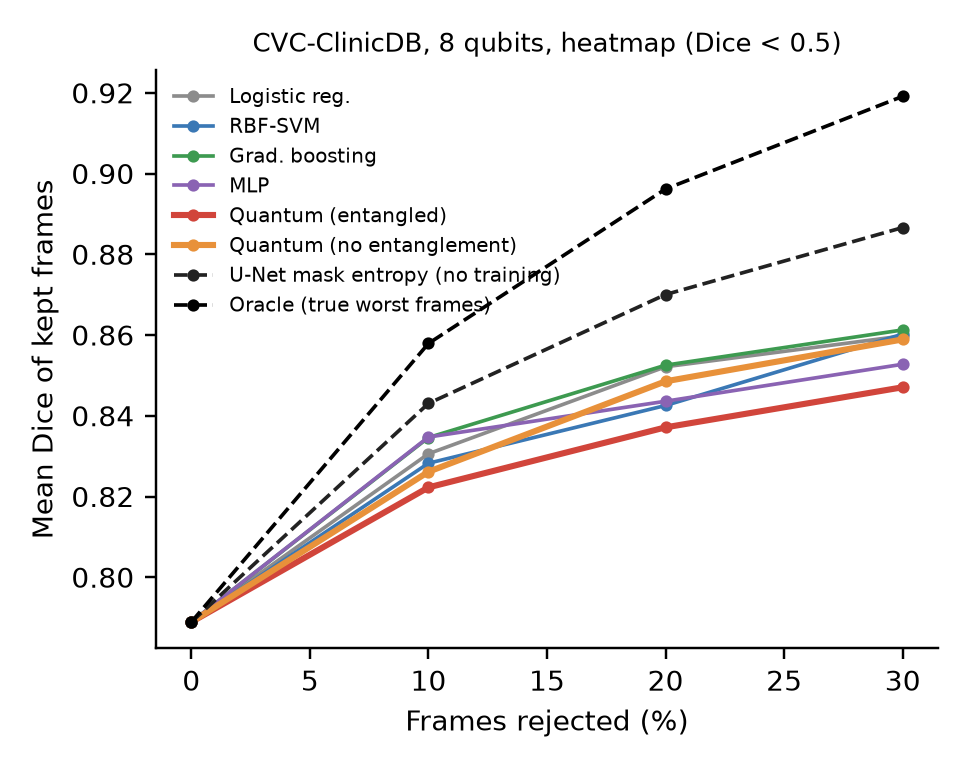 CVC-ClinicDB, 8 qubits, heatmap (Dice < 0.5)
Mean Dice of kept frames
0.92
0.90
0.88
0.86
0.84
0.82
0.80
Logistic reg.
RBF-SVM
Grad. boosting
MLP
Quantum (entangled)
Quantum (no entanglement)
U-Net mask entropy (no training)
Oracle (true worst frames)
0 5 10 15 20 25 30
Frames rejected (%)